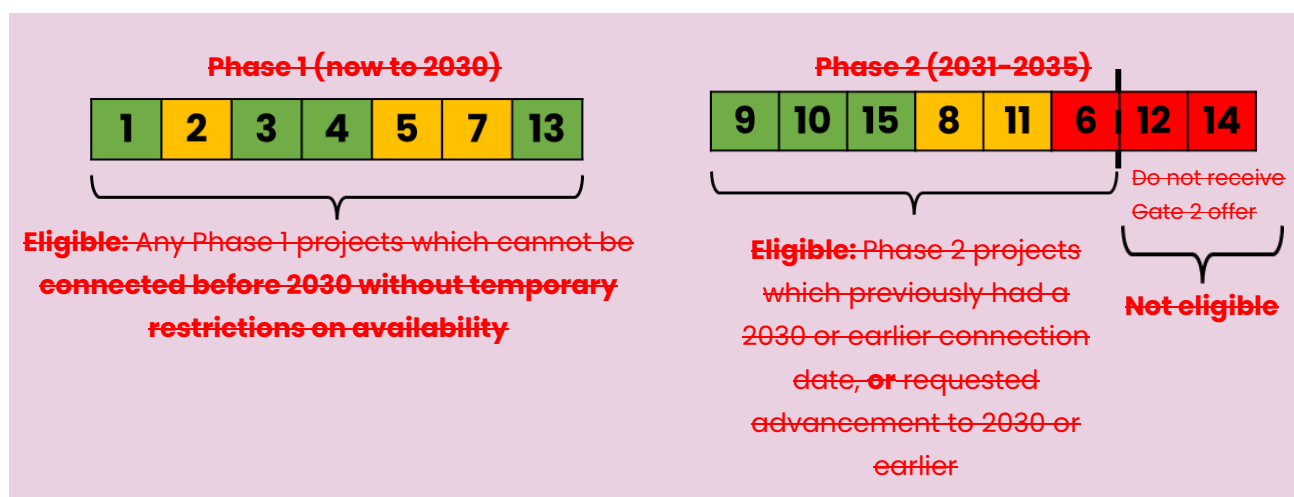 Phase 1 (now to 2030)
1 2 3 4 5 7 13
Eligible: Any Phase 1 projects which cannot be
connected before 2030 without temporary
restrictions on availability
Phase 2 (2031-2035)
9 10 15 8 11 6 12 14
Eligible: Phase 2 projects
which previously had a
2030 or earlier connection
date, or requested
advancement to 2030 or
earlier
Do not receive
Gate 2 offer
Not eligible